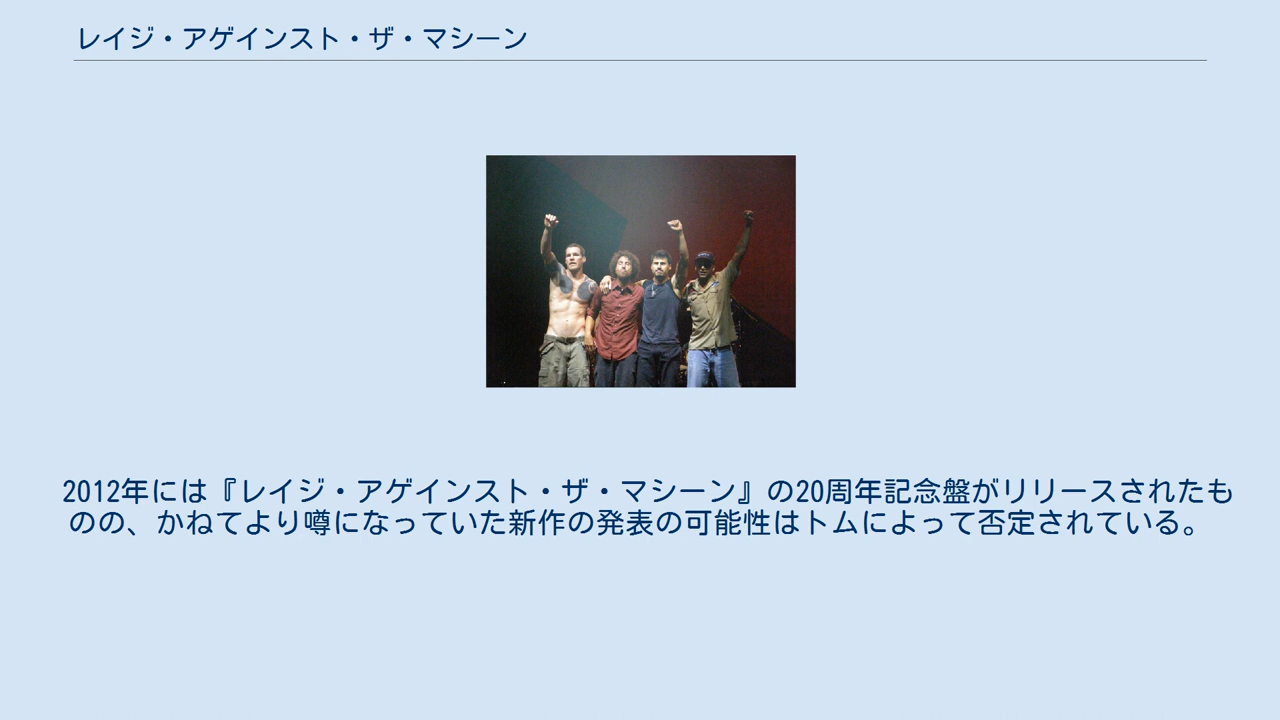 レイジ・アゲインスト・ザ・マシーン
2012年には『レイジ・アゲインスト・ザ・マシーン』の20周年記念盤がリリースされたも
のの、かねてより噂になっていた新作の発表の可能性はトムによって否定されている。